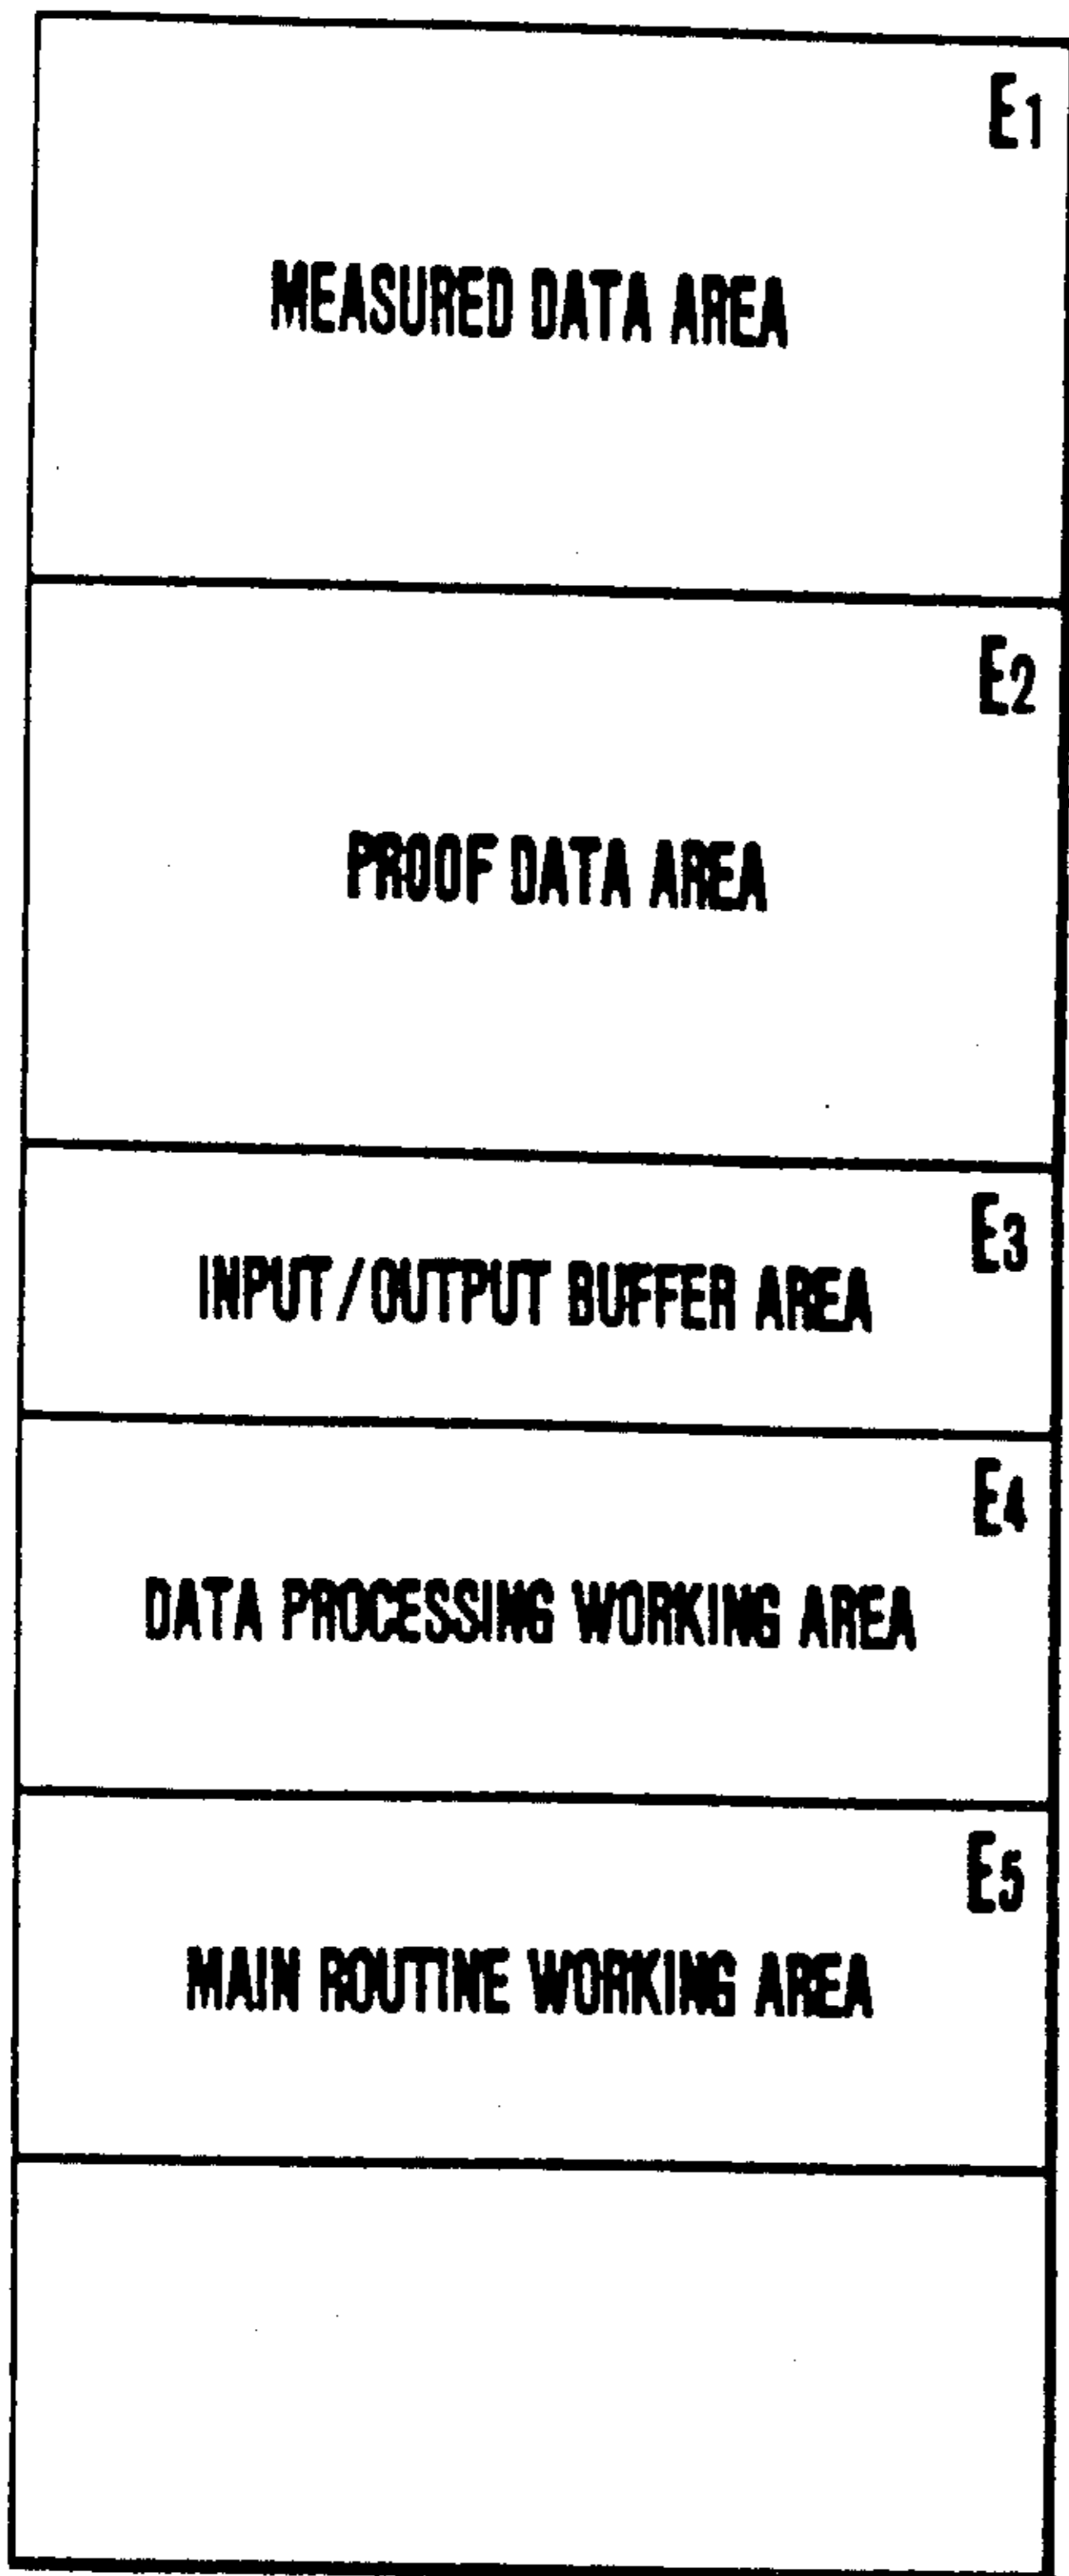 E1
MEASURED DATA AREA
E2
PROOF DATA AREA
E3
INPUT/OUTPUT BUFFER AREA
E4
DATA PROCESSING WORKING AREA
E5
MAIN ROUTINE WORKING AREA